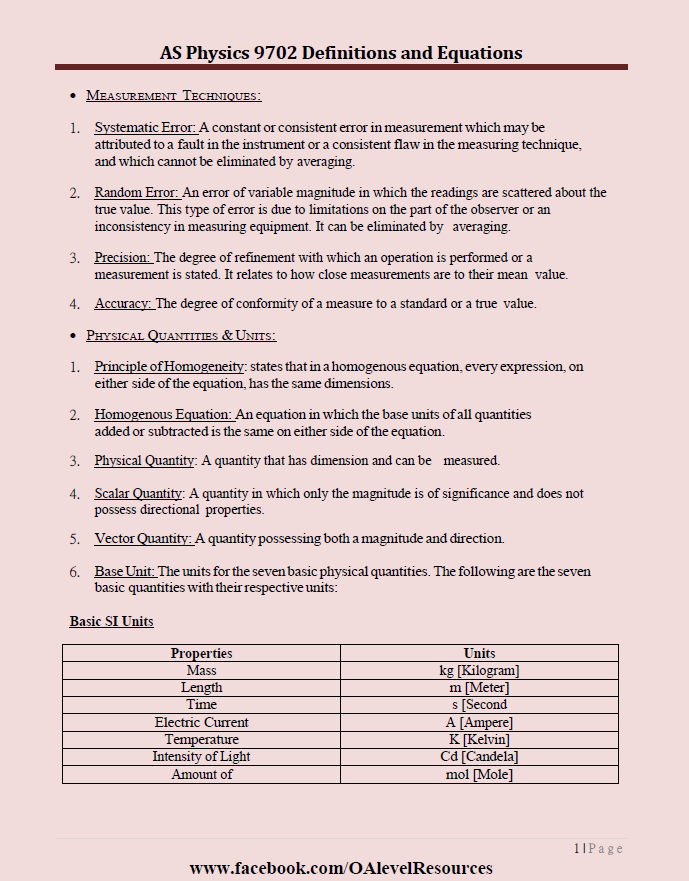 AS Physics 9702 Definitions and Equations
• MEASUREMENT TECHNIQUES:
1. Systematic Error: A constant or consistent error in measurement which may be
attributed to a fault in the instrument or a consistent flaw in the measuring technique,
and which cannot be eliminated by averaging.
2. Random Error: An error of variable magnitude in which the readings are scattered about the
true value. This type of error is due to limitations on the part of the observer or an
inconsistency in measuring equipment. It can be eliminated by averaging.
3. Precision: The degree of refinement with which an operation is performed or a
measurement is stated. It relates to how close measurements are to their mean value.
4. Accuracy: The degree of conformity of a measure to a standard or a true value.
• PHYSICAL QUANTITIES & UNITS:
1. Principle of Homogeneity: states that in a homogenous equation, every expression, on
either side of the equation, has the same dimensions.
2. Homogenous Equation: An equation in which the base units of all quantities
added or subtracted is the same on either side of the equation.
3. Physical Quantity: A quantity that has dimension and can be measured.
4. Scalar Quantity: A quantity in which only the magnitude is of significance and does not
possess directional properties.
5. Vector Quantity: A quantity possessing both a magnitude and direction.
6. Base Unit: The units for the seven basic physical quantities. The following are the seven
basic quantities with their respective units:
Basic SI Units
Properties Units
Mass kg [Kilogram]
Length m [Meter]
Time s [Second
Electric Current A [Ampere]
Temperature K [Kelvin]
Intensity of Light Cd [Candela]
Amount of mol [Mole]
1 | Page
www.facebook.com/OAlevelResources